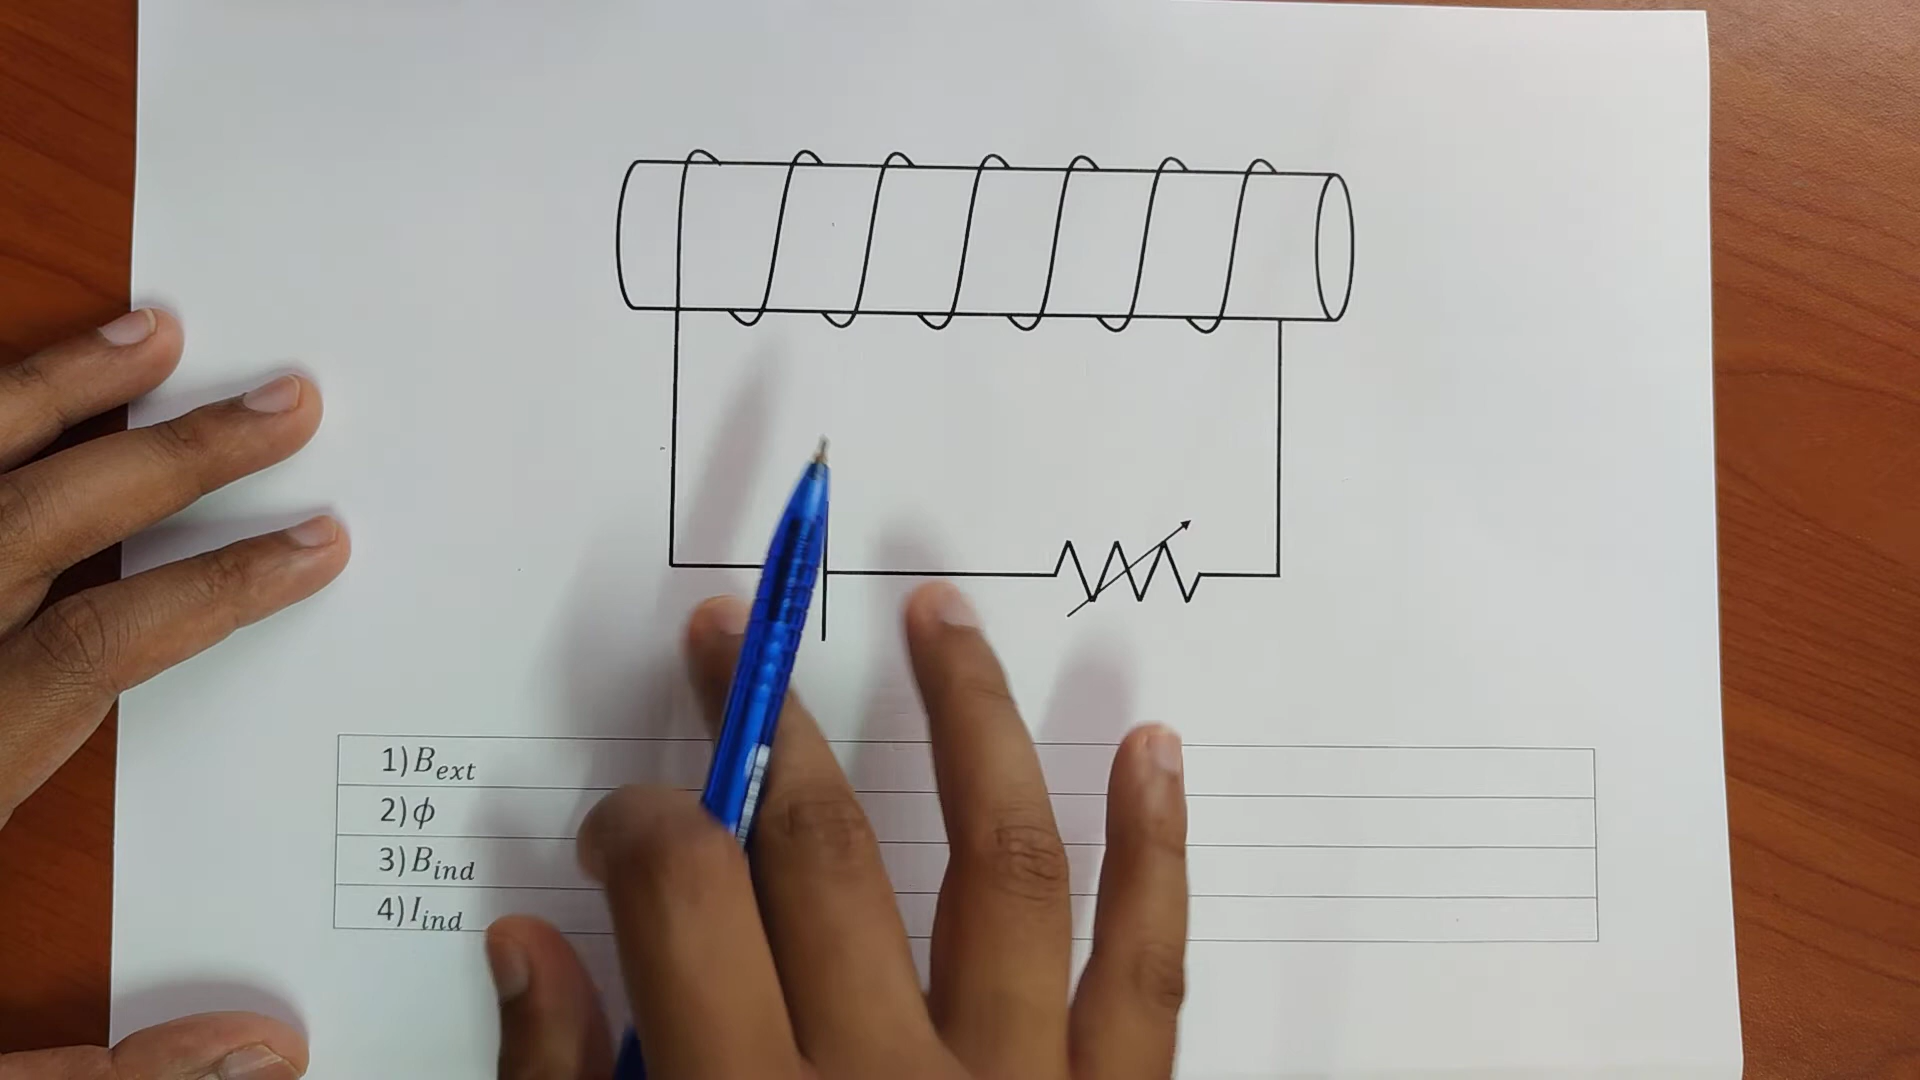 1) B_ext
2) ϕ
3) B_ind
4) I_ind